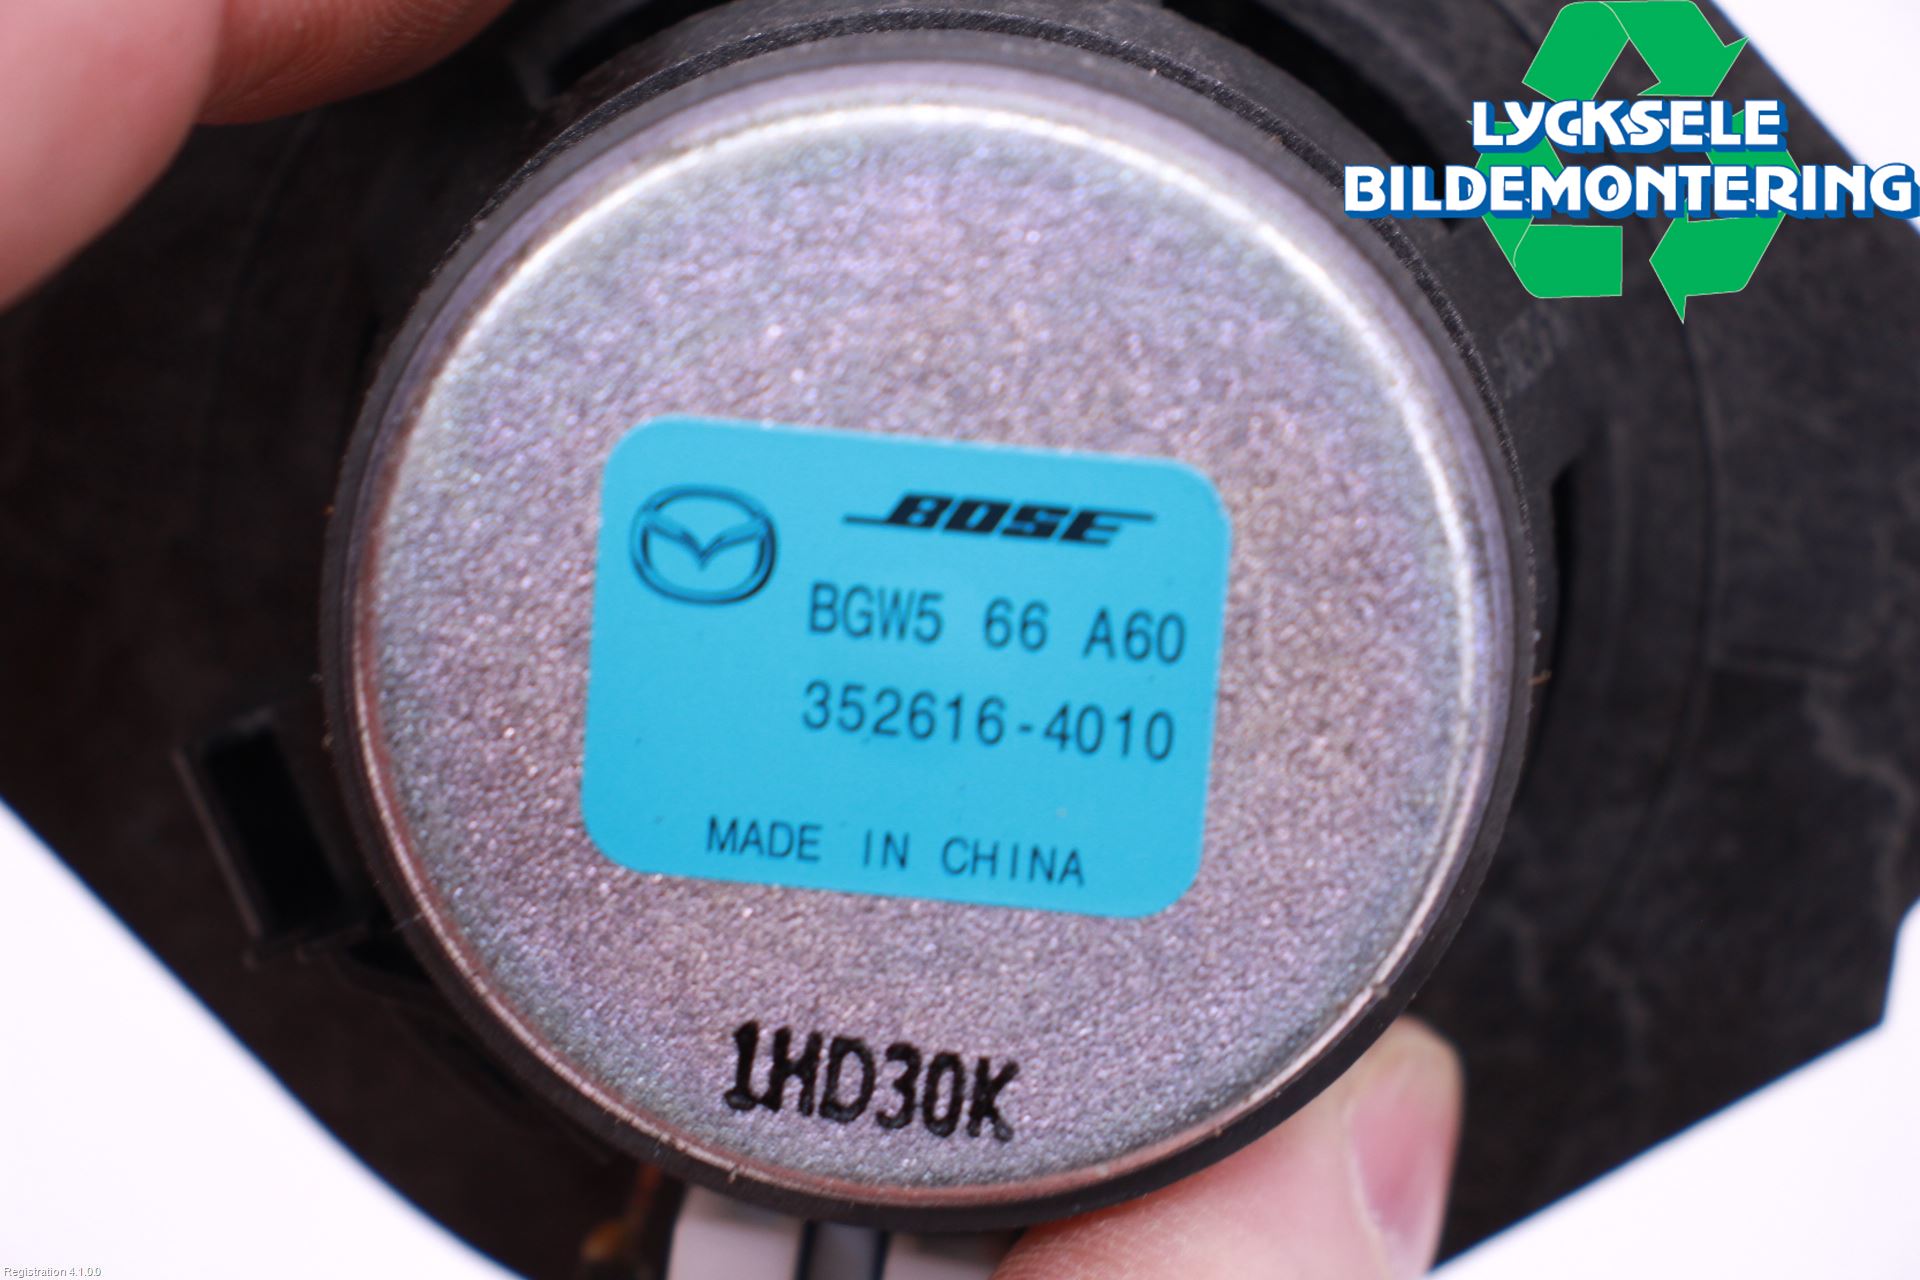 LYCKSELE
BILDEMONTERING
BOSE
BGW5 66 A60
352616-4010
MADE IN CHINA
1HD30K
Registration 4.1.0.0